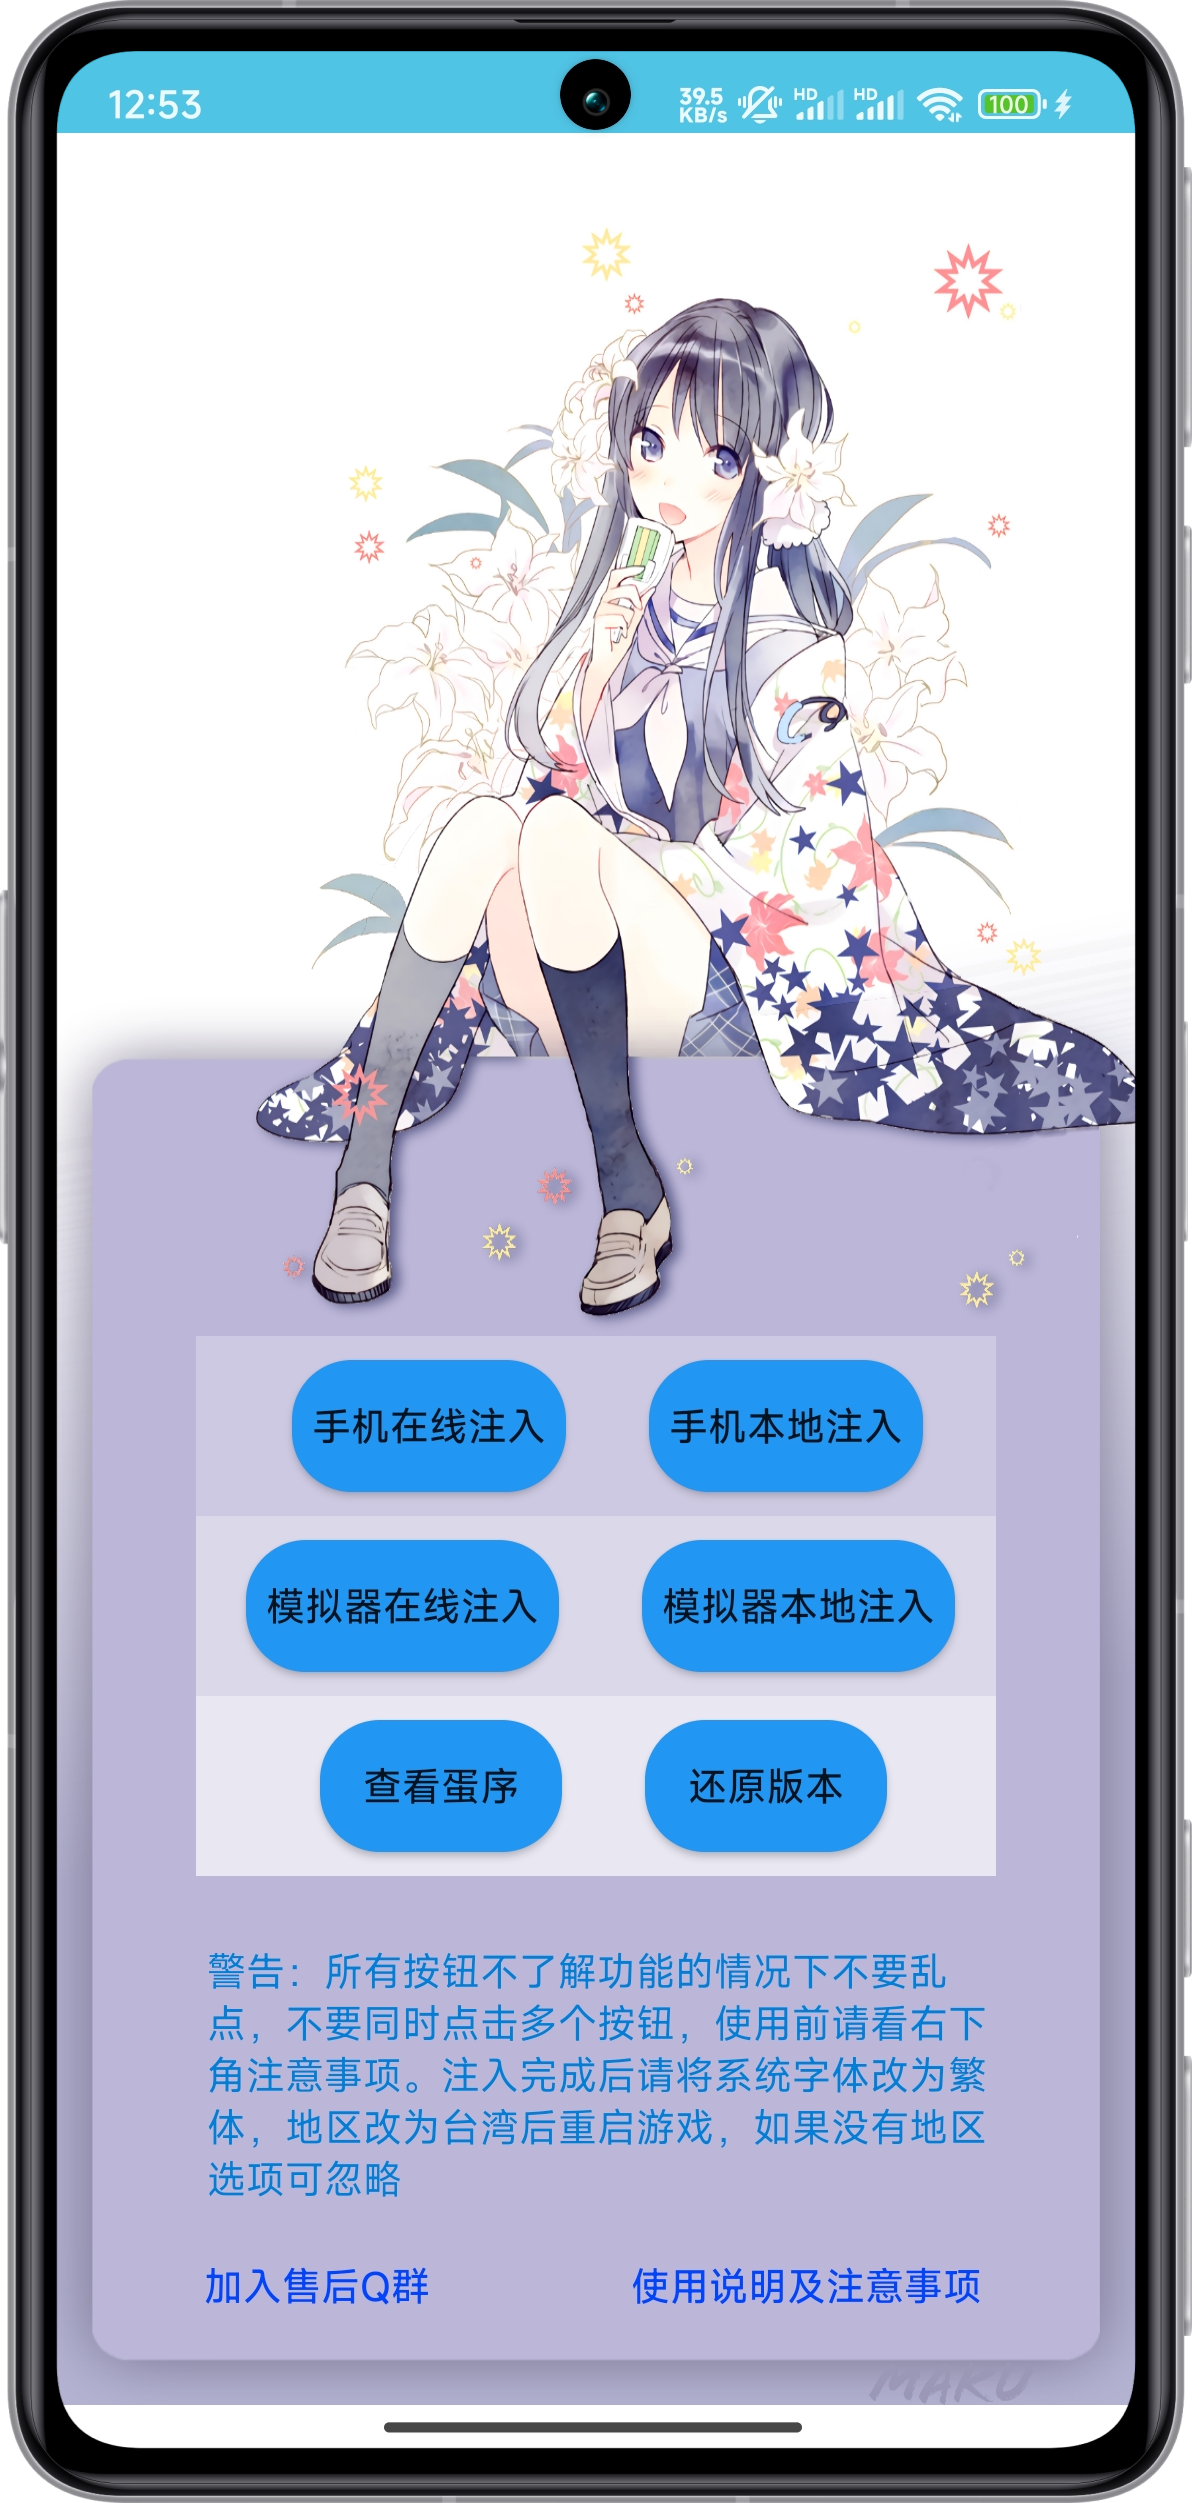 12:53
39.5 KB/s
HD HD
100
手机在线注入 手机本地注入
模拟器在线注入 模拟器本地注入
查看蛋序 还原版本
警告：所有按钮不了解功能的情况下不要乱
点，不要同时点击多个按钮，使用前请看右下
角注意事项。注入完成后请将系统字体改为繁
体，地区改为台湾后重启游戏，如果没有地区
选项可忽略
加入售后Q群 使用说明及注意事项
MARO